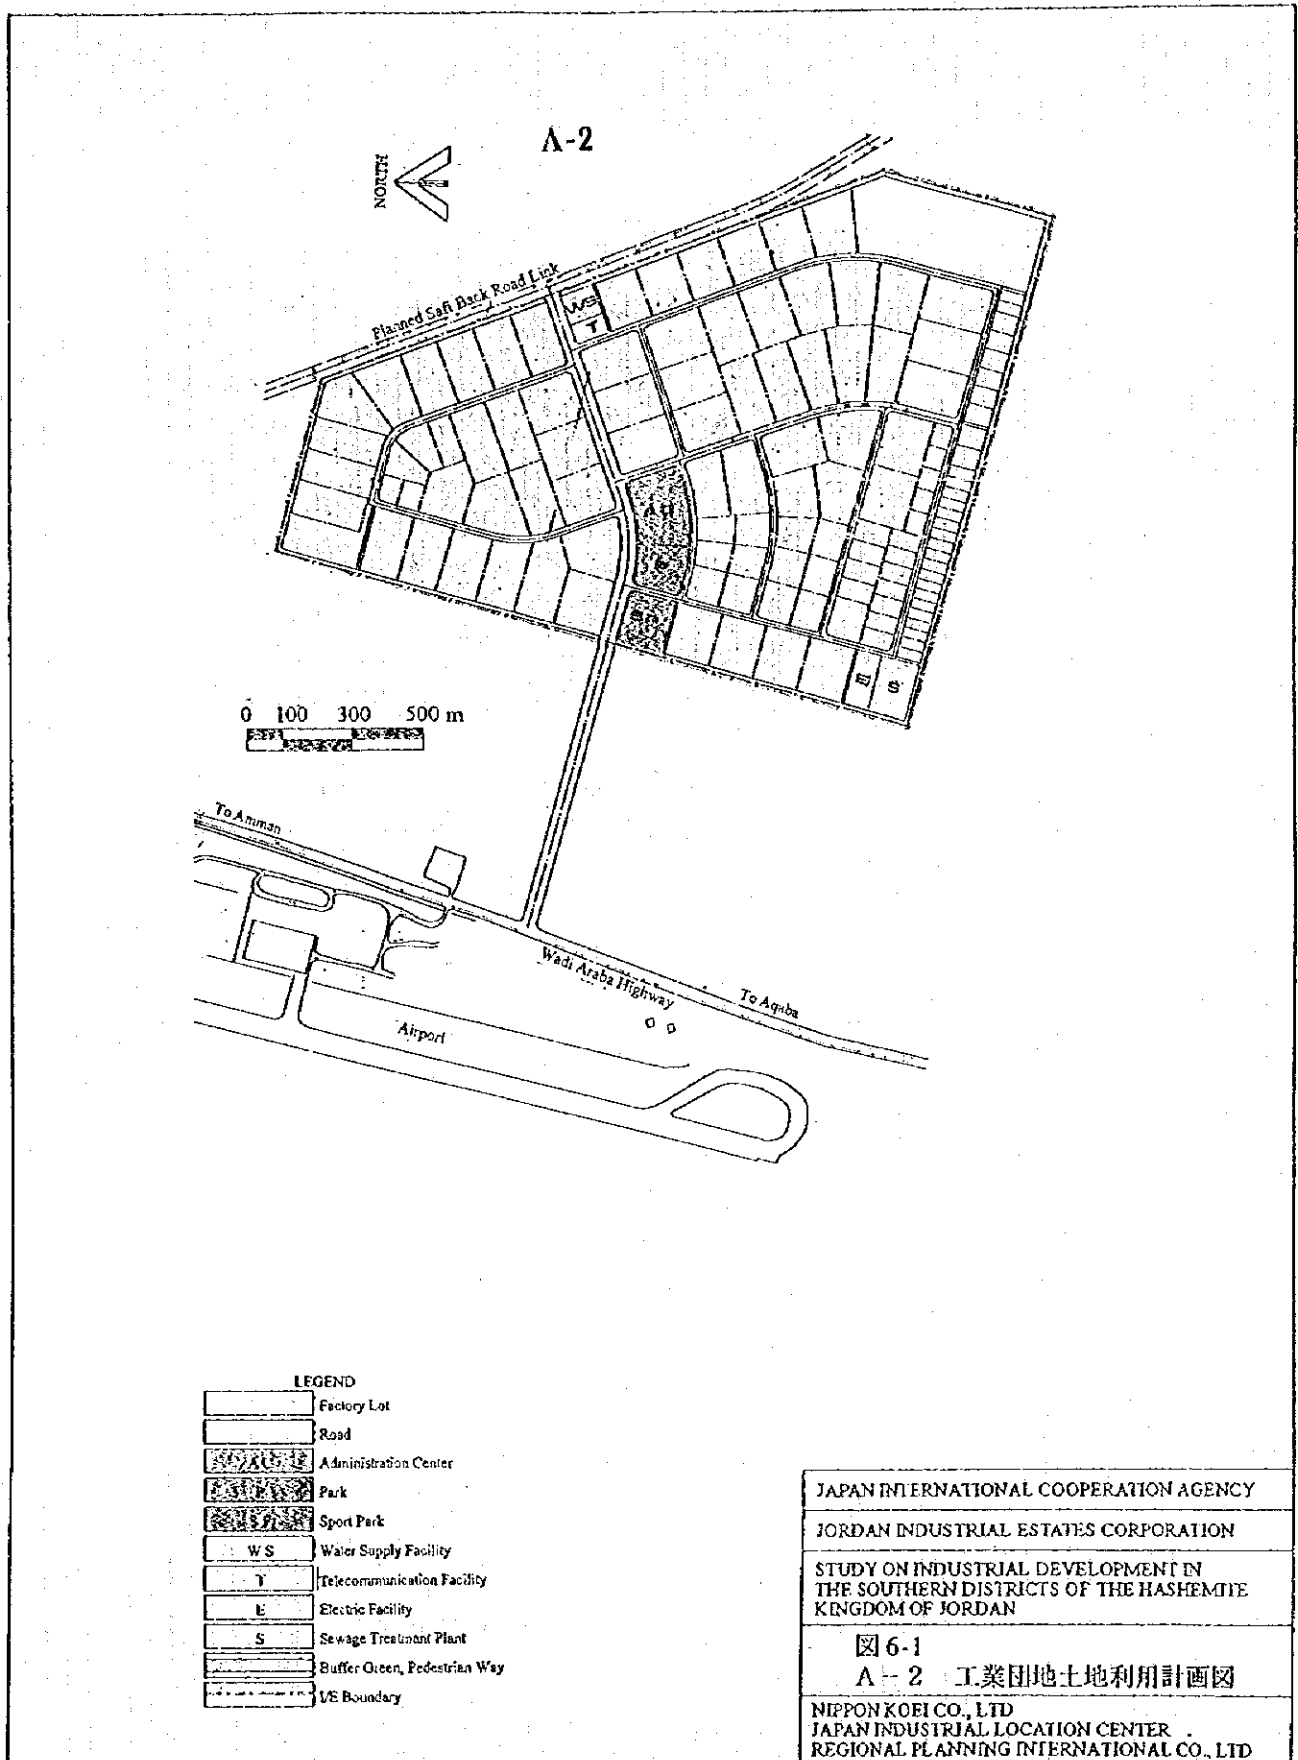 A-2
NORTH
Planned Safi Back Road Link
WS
T
E
S
0 100 300 500 m
To Amman
Wadi Araba Highway
To Aqaba
Airport
LEGEND
Factory Lot
Road
Administration Center
Park
Sport Park
WS Water Supply Facility
T Telecommunication Facility
E Electric Facility
S Sewage Treatment Plant
Buffer Green, Pedestrian Way
I/E Boundary
JAPAN INTERNATIONAL COOPERATION AGENCY
JORDAN INDUSTRIAL ESTATES CORPORATION
STUDY ON INDUSTRIAL DEVELOPMENT IN
THE SOUTHERN DISTRICTS OF THE HASHEMITE
KINGDOM OF JORDAN
図 6-1
A-2 工業団地土地利用計画図
NIPPON KOEI CO., LTD
JAPAN INDUSTRIAL LOCATION CENTER
REGIONAL PLANNING INTERNATIONAL CO., LTD